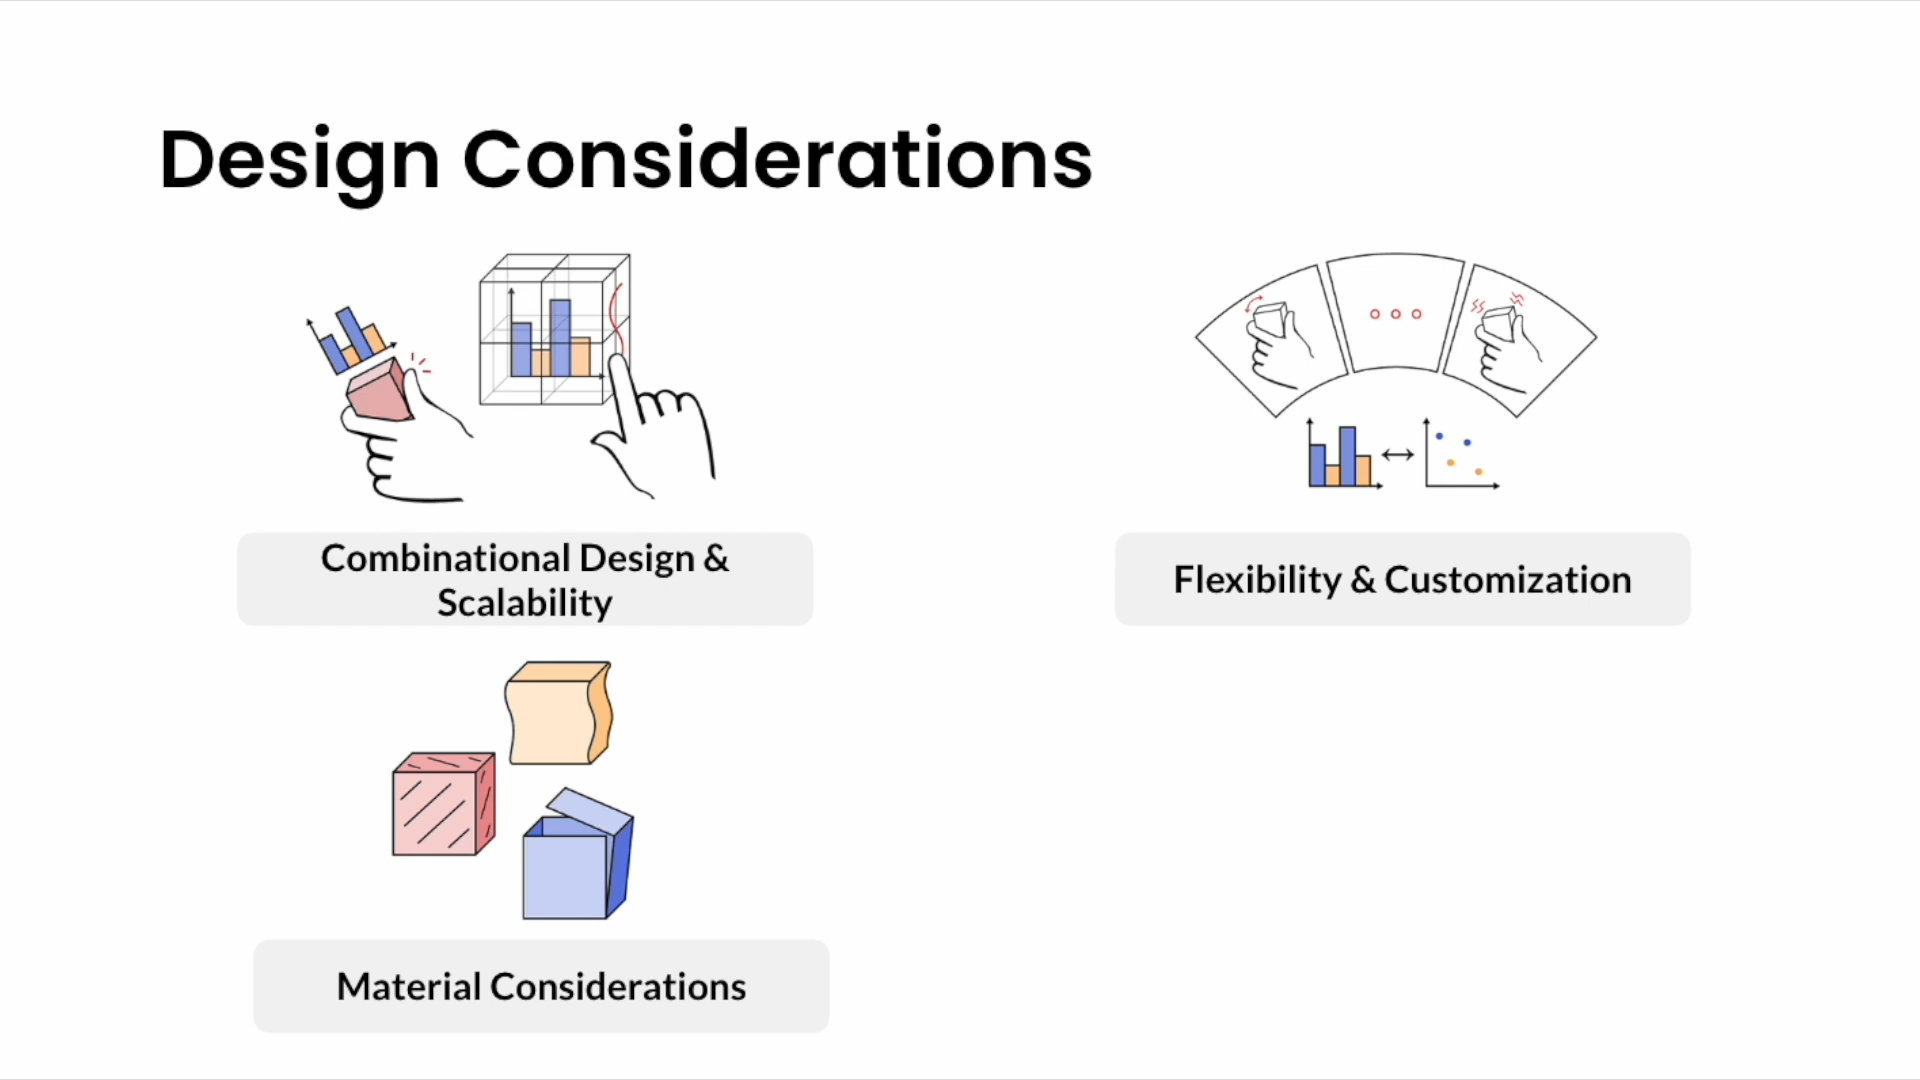 Design Considerations
Combinational Design &
Scalability
Flexibility & Customization
Material Considerations